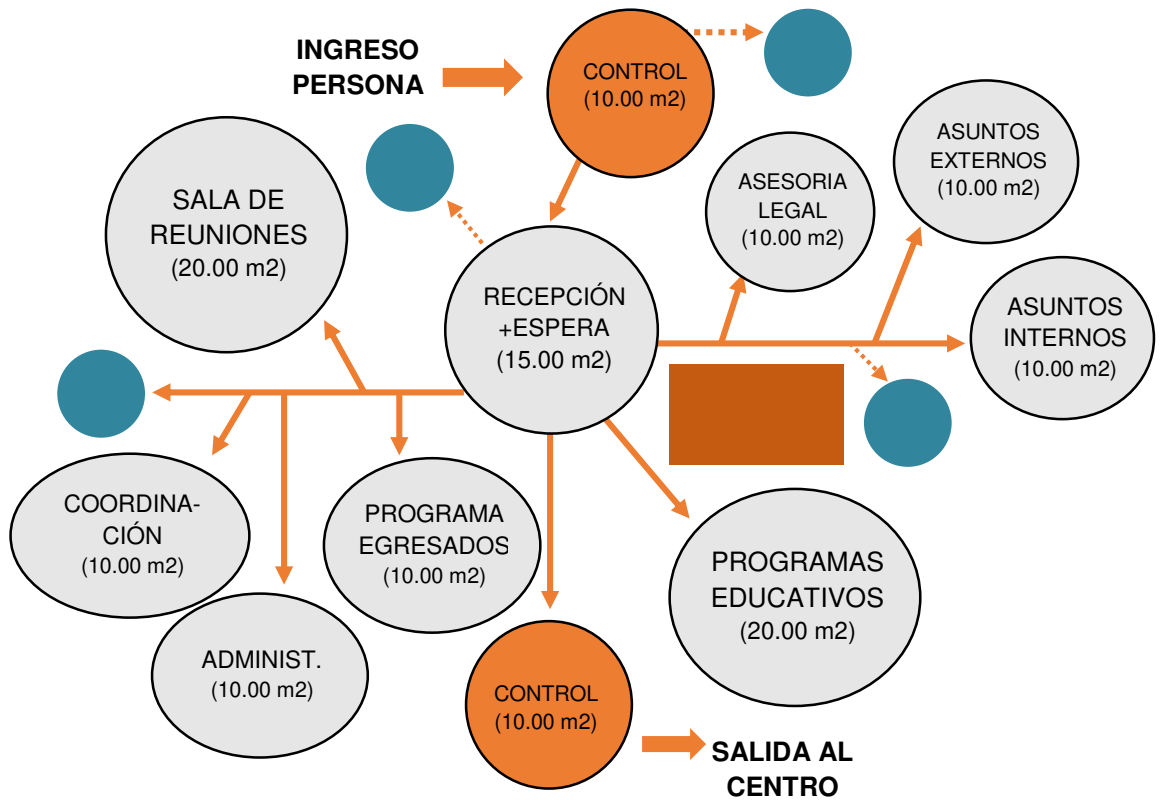 INGRESO
PERSONA
CONTROL
(10.00 m2)
ASUNTOS
EXTERNOS
(10.00 m2)
ASESORIA
LEGAL
(10.00 m2)
SALA DE
REUNIONES
(20.00 m2)
RECEPCIÓN
+ESPERA
(15.00 m2)
ASUNTOS
INTERNOS
(10.00 m2)
COORDINA-
CIÓN
(10.00 m2)
PROGRAMA
EGRESADOS
(10.00 m2)
PROGRAMAS
EDUCATIVOS
(20.00 m2)
ADMINIST.
(10.00 m2)
CONTROL
(10.00 m2)
SALIDA AL
CENTRO